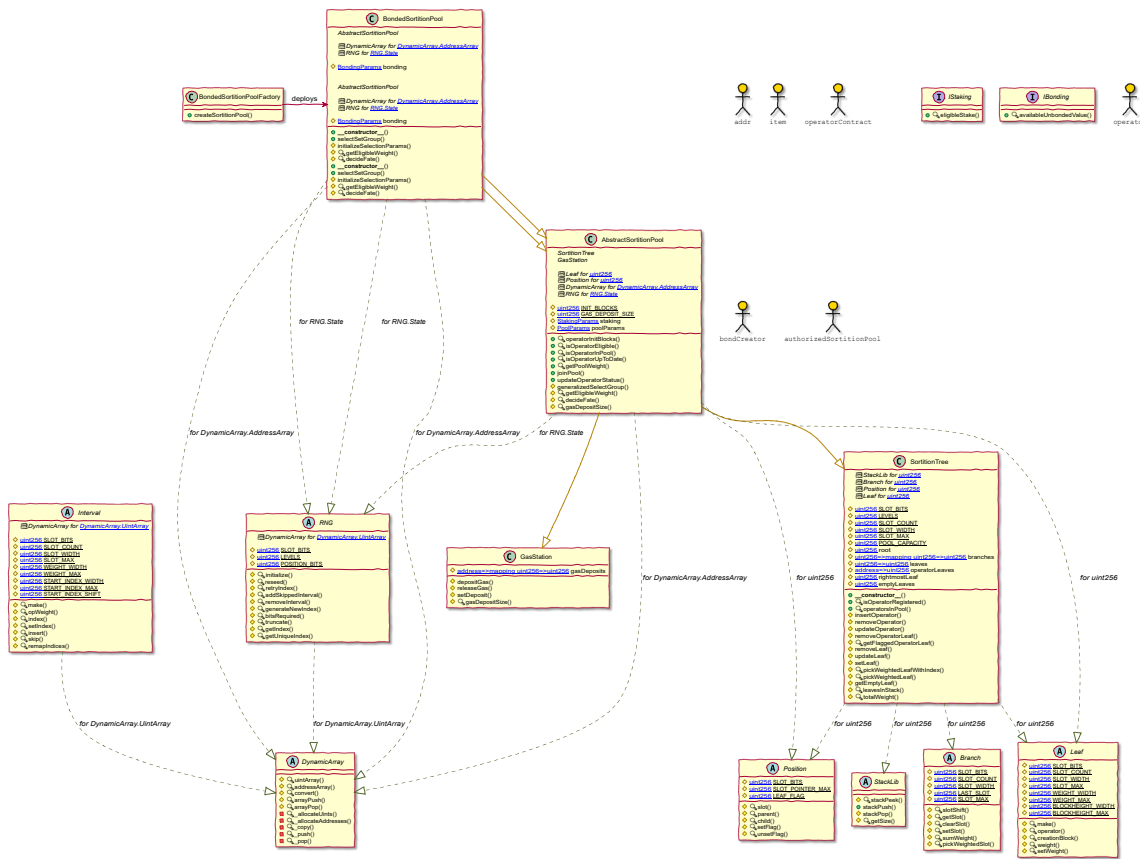 BondedSortitionPool
AbstractSortitionPool
DynamicArray for DynamicArray.AddressArray
RNG for RNG.State
BondingParams bonding
AbstractSortitionPool
DynamicArray for DynamicArray.AddressArray
RNG for RNG.State
BondingParams bonding
__constructor__()
selectSetGroup()
initializeSelectionParams()
getEligibleWeight()
decideFate()
__constructor__()
selectSetGroup()
initializeSelectionParams()
getEligibleWeight()
decideFate()
BondedSortitionPoolFactory
createSortitionPool()
deploys
addr
item
operatorContract
IStaking
eligibleStake()
IBonding
availableUnbondedValue()
operat
AbstractSortitionPool
SortitionTree
GasStation
Leaf for uint256
Position for uint256
DynamicArray for DynamicArray.AddressArray
RNG for RNG.State
uint256 INIT_BLOCKS
uint256 GAS_DEPOSIT_SIZE
StakingParams staking
PoolParams poolParams
operatorInitBlocks()
isOperatorEligible()
isOperatorInPool()
isOperatorUpToDate()
getPoolWeight()
joinPool()
updateOperatorStatus()
generalizedSelectGroup()
getEligibleWeight()
decideFate()
gasDepositSize()
bondCreator
authorizedSortitionPool
for RNG.State
for RNG.State
for DynamicArray.AddressArray
for DynamicArray.AddressArray
for RNG.State
SortitionTree
StackLib for uint256
Branch for uint256
Position for uint256
Leaf for uint256
uint256 SLOT_BITS
uint256 LEVELS
uint256 SLOT_COUNT
uint256 SLOT_WIDTH
uint256 SLOT_MAX
uint256 POOL_CAPACITY
uint256 root
uint256=>mapping uint256=>uint256 branches
uint256=>uint256 leaves
address=>uint256 operatorLeaves
uint256 rightmostLeaf
uint256 emptyLeaves
__constructor__()
isOperatorRegistered()
operatorsInPool()
insertOperator()
removeOperator()
updateOperator()
removeOperatorLeaf()
getFlaggedOperatorLeaf()
removeLeaf()
updateLeaf()
setLeaf()
pickWeightedLeafWithIndex()
pickWeightedLeaf()
getEmptyLeaf()
leavesInStack()
totalWeight()
Interval
DynamicArray for DynamicArray.UintArray
uint256 SLOT_BITS
uint256 SLOT_COUNT
uint256 SLOT_WIDTH
uint256 SLOT_MAX
uint256 WEIGHT_WIDTH
uint256 WEIGHT_MAX
uint256 START_INDEX_WIDTH
uint256 START_INDEX_MAX
uint256 START_INDEX_SHIFT
make()
opWeight()
index()
setIndex()
insert()
skip()
remapIndices()
RNG
DynamicArray for DynamicArray.UintArray
uint256 SLOT_BITS
uint256 LEVELS
uint256 POSITION_BITS
initialize()
reseed()
retryIndex()
addSkippedInterval()
removeInterval()
generateNewIndex()
bitsRequired()
truncate()
getIndex()
getUniqueIndex()
GasStation
address=>mapping uint256=>uint256 gasDeposits
depositGas()
releaseGas()
setDeposit()
gasDepositSize()
for DynamicArray.AddressArray
for uint256
for uint256
for DynamicArray.UintArray
for DynamicArray.UintArray
for uint256
for uint256
for uint256
for uint256
DynamicArray
uintArray()
addressArray()
convert()
arrayPush()
arrayPop()
_allocateUints()
_allocateAddresses()
_copy()
_push()
_pop()
Position
uint256 SLOT_BITS
uint256 SLOT_POINTER_MAX
uint256 LEAF_FLAG
slot()
parent()
child()
setFlag()
unsetFlag()
StackLib
stackPeek()
stackPush()
stackPop()
getSize()
Branch
uint256 SLOT_BITS
uint256 SLOT_COUNT
uint256 SLOT_WIDTH
uint256 LAST_SLOT
uint256 SLOT_MAX
slotShift()
getSlot()
clearSlot()
setSlot()
sumWeight()
pickWeightedSlot()
Leaf
uint256 SLOT_BITS
uint256 SLOT_COUNT
uint256 SLOT_WIDTH
uint256 SLOT_MAX
uint256 WEIGHT_WIDTH
uint256 WEIGHT_MAX
uint256 BLOCKHEIGHT_WIDTH
uint256 BLOCKHEIGHT_MAX
make()
operator()
creationBlock()
weight()
setWeight()